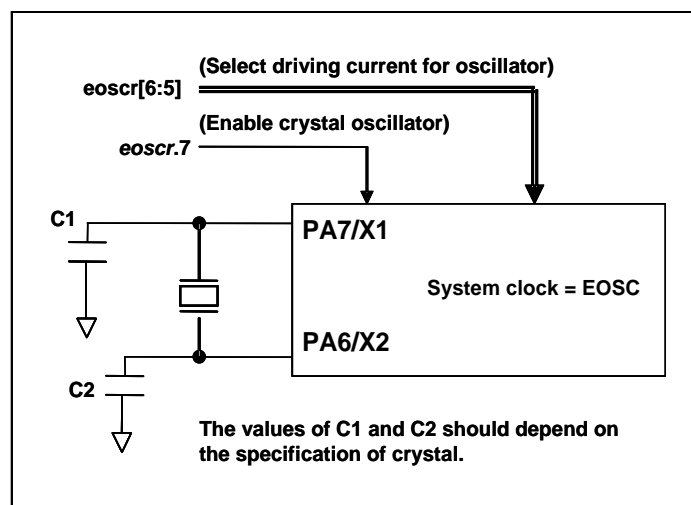 (Select driving current for oscillator)
eoscr[6:5]
(Enable crystal oscillator)
eoscr.7
C1
PA7/X1
System clock = EOSC
PA6/X2
C2
The values of C1 and C2 should depend on
the specification of crystal.